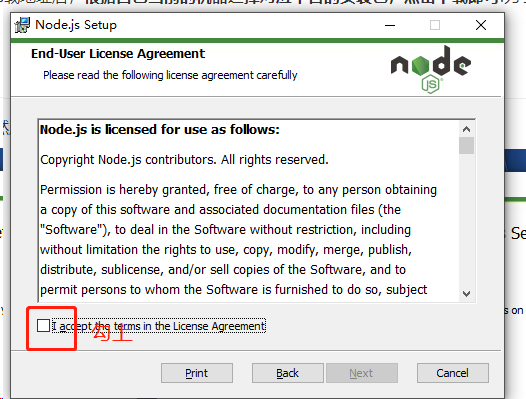 Node.js Setup
End-User License Agreement
Please read the following license agreement carefully
node
JS
Node.js is licensed for use as follows:
Copyright Node.js contributors. All rights reserved.
Permission is hereby granted, free of charge, to any person obtaining
a copy of this software and associated documentation files (the
"Software"), to deal in the Software without restriction, including
without limitation the rights to use, copy, modify, merge, publish,
distribute, sublicense, and/or sell copies of the Software, and to
permit persons to whom the Software is furnished to do so, subject
I accept the terms in the License Agreement
勾上
Print
Back
Next
Cancel